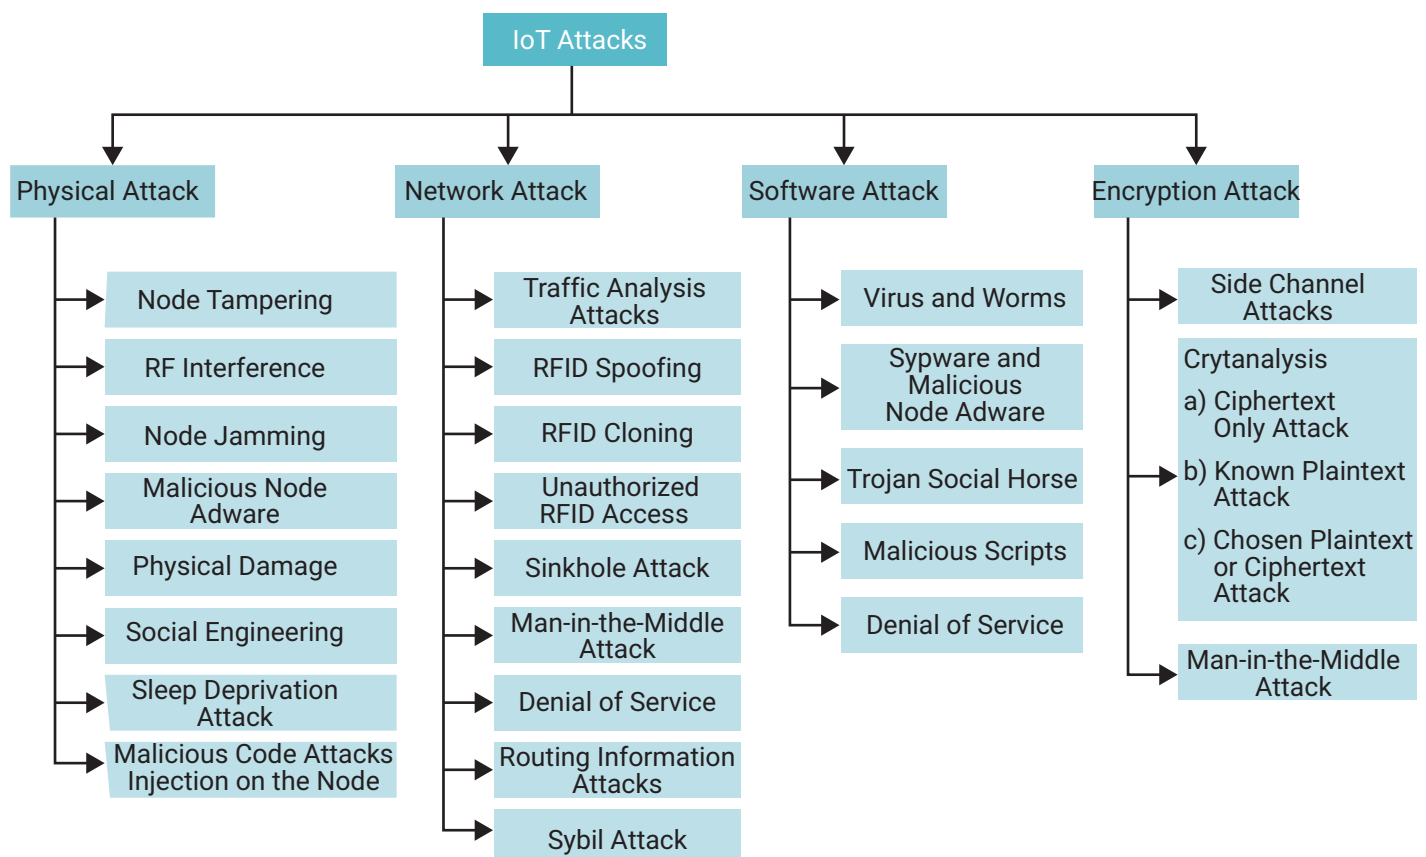 IoT Attacks
Physical Attack
Network Attack
Software Attack
Encryption Attack
Node Tampering
RF Interference
Node Jamming
Malicious Node
Adware
Physical Damage
Social Engineering
Sleep Deprivation
Attack
Malicious Code Attacks
Injection on the Node
Traffic Analysis
Attacks
RFID Spoofing
RFID Cloning
Unauthorized
RFID Access
Sinkhole Attack
Man-in-the-Middle
Attack
Denial of Service
Routing Information
Attacks
Sybil Attack
Virus and Worms
Sypware and
Malicious
Node Adware
Trojan Social Horse
Malicious Scripts
Denial of Service
Side Channel
Attacks
Crytanalysis
a) Ciphertext
Only Attack
b) Known Plaintext
Attack
c) Chosen Plaintext
or Ciphertext
Attack
Man-in-the-Middle
Attack